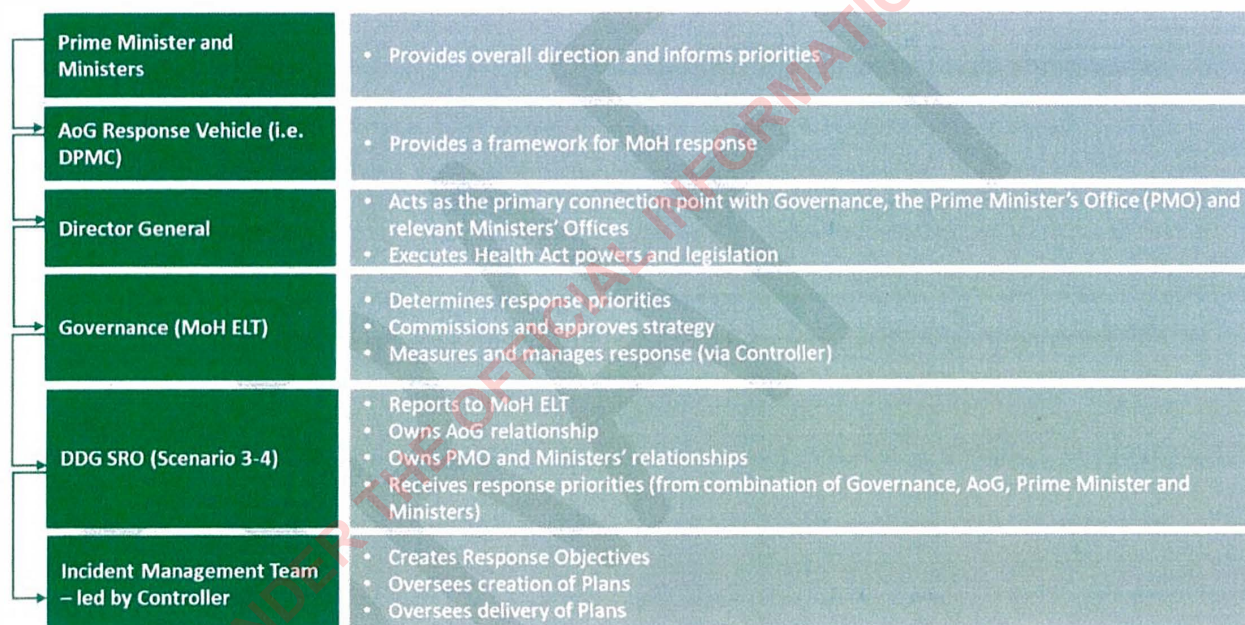 Prime Minister and
Ministers
• Provides overall direction and informs priorities
AoG Response Vehicle (i.e.
DPMC)
• Provides a framework for MoH response
Director General
• Acts as the primary connection point with Governance, the Prime Minister's Office (PMO) and
relevant Ministers' Offices
• Executes Health Act powers and legislation
Governance (MoH ELT)
• Determines response priorities
• Commissions and approves strategy
• Measures and manages response (via Controller)
DDG SRO (Scenario 3-4)
• Reports to MoH ELT
• Owns AoG relationship
• Owns PMO and Ministers' relationships
• Receives response priorities (from combination of Governance, AoG, Prime Minister and
Ministers)
Incident Management Team
– led by Controller
• Creates Response Objectives
• Oversees creation of Plans
• Oversees delivery of Plans
THE OFFICIAL